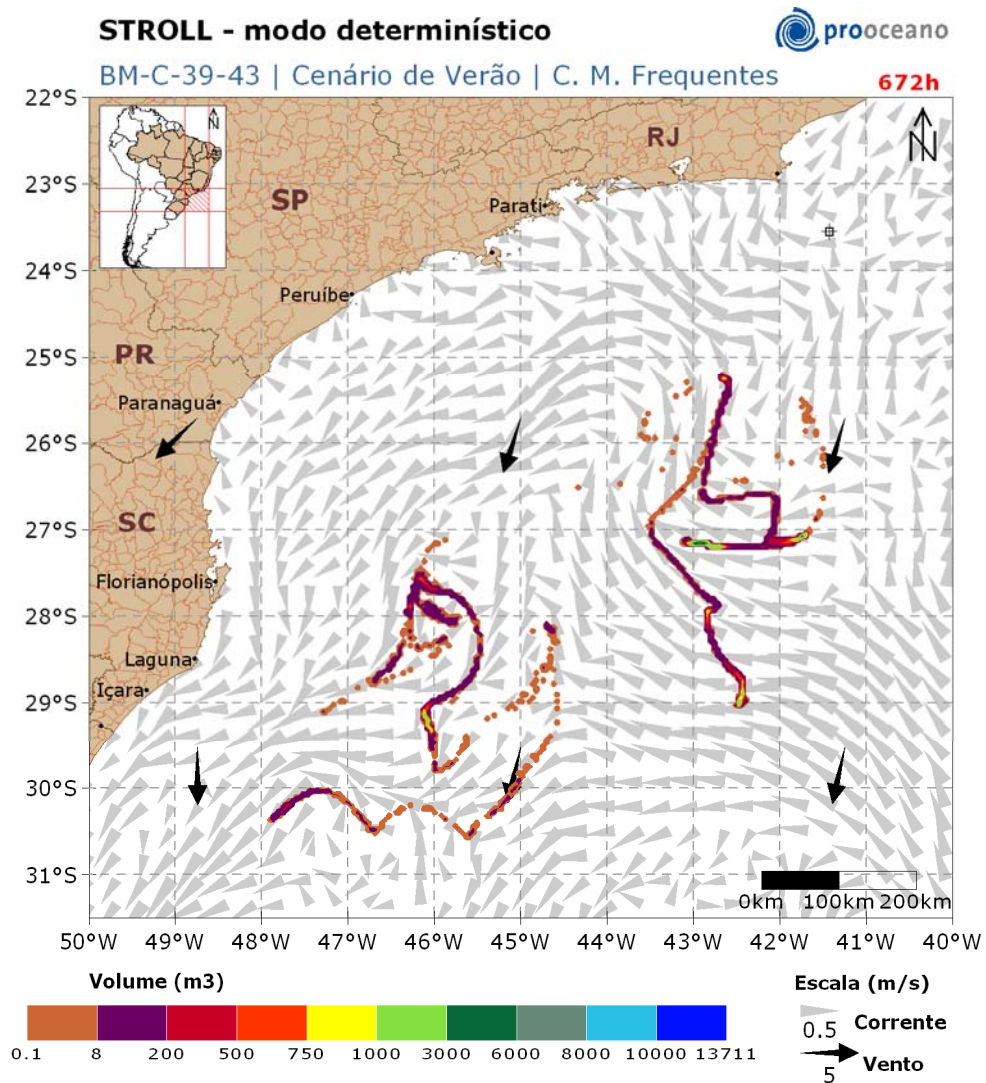 STROLL - modo determinístico
prooceano
BM-C-39-43 | Cenário de Verão | C. M. Frequentes
672h
22°S
23°S
24°S
25°S
26°S
27°S
28°S
29°S
30°S
31°S
N
N
RJ
SP
Parati
Peruíbe
PR
Paranaguá
SC
Florianópolis
Laguna
Içara
0km 100km 200km
50°W 49°W 48°W 47°W 46°W 45°W 44°W 43°W 42°W 41°W 40°W
Volume (m3)
0.1 8 200 500 750 1000 3000 6000 8000 10000 13711
Escala (m/s)
0.5 Corrente
5 Vento